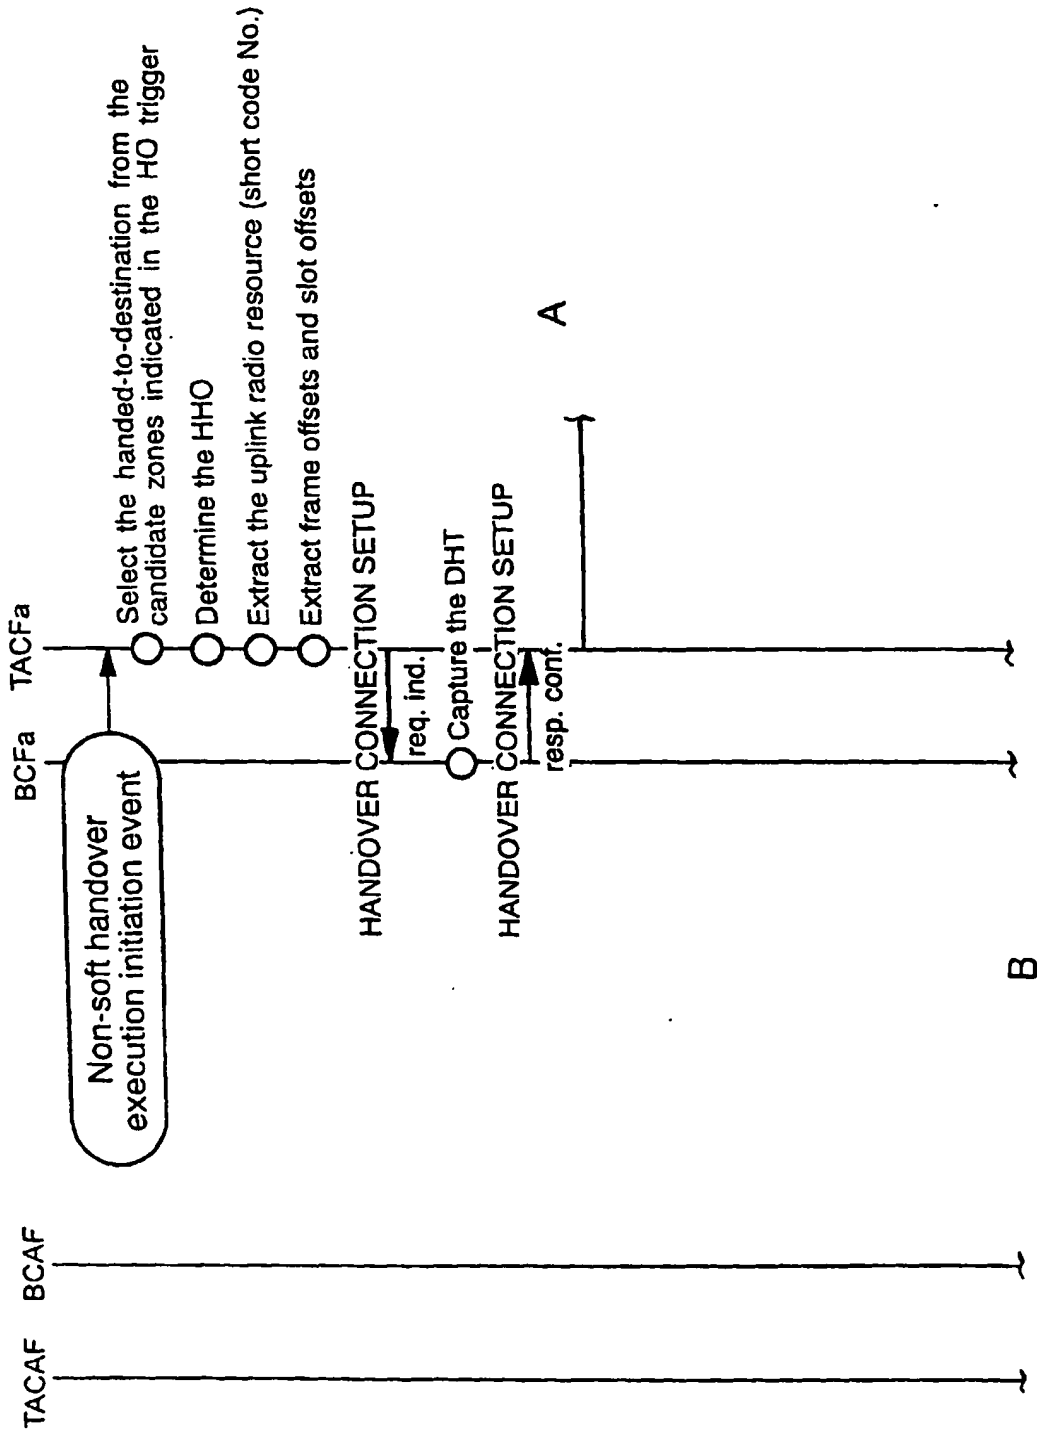 TACAF
BCAF
BCFa
TACFa
Non-soft handover
execution initiation event
Select the handed-to-destination from the
candidate zones indicated in the HO trigger
Determine the HHO
Extract the uplink radio resource (short code No.)
Extract frame offsets and slot offsets
HANDOVER CONNECTION SETUP
req. ind.
Capture the DHT
HANDOVER CONNECTION SETUP
resp. conf.
A
B